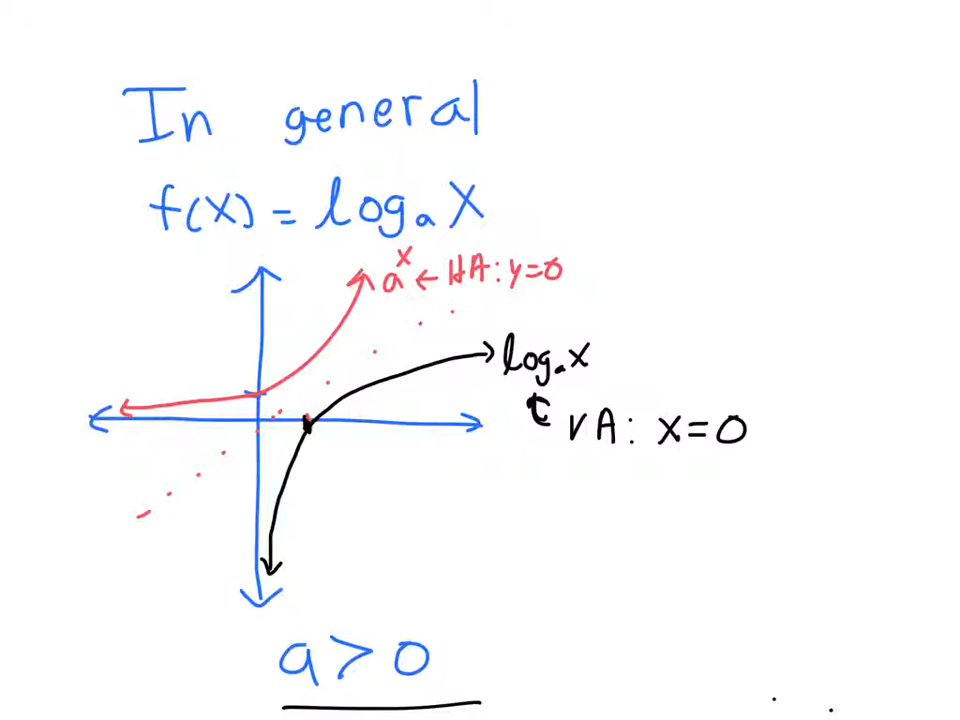 In general
f(x) = logₐ x
aˣ ← HA: y=0
logₐ x
VA: x=0
a > 0